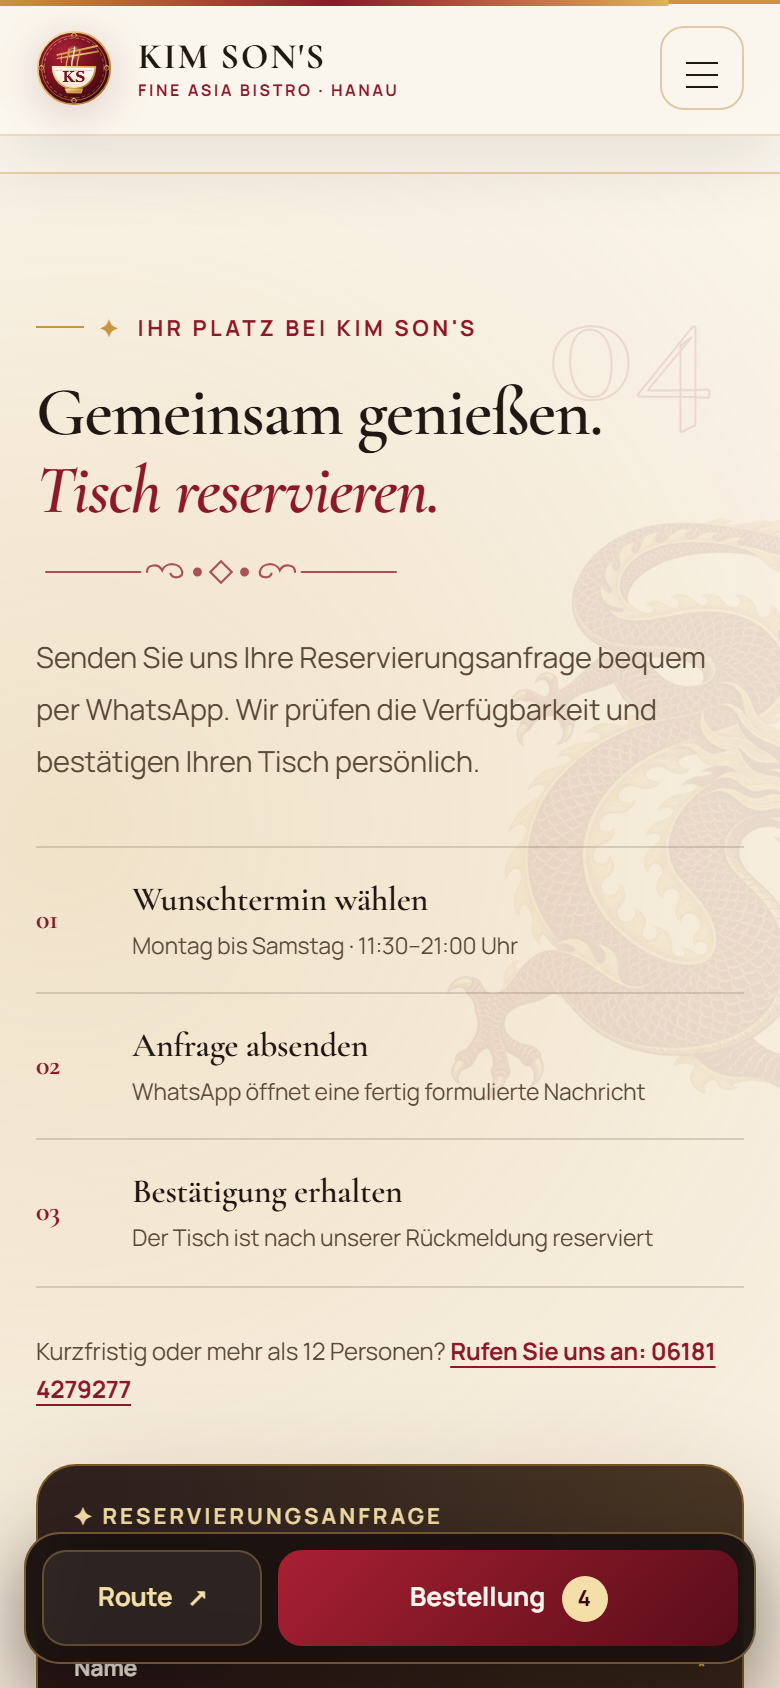 KS
KIM SON'S
FINE ASIA BISTRO · HANAU
✦ IHR PLATZ BEI KIM SON'S
04
Gemeinsam genießen.
Tisch reservieren.
Senden Sie uns Ihre Reservierungsanfrage bequem
per WhatsApp. Wir prüfen die Verfügbarkeit und
bestätigen Ihren Tisch persönlich.
01
Wunschtermin wählen
Montag bis Samstag · 11:30–21:00 Uhr
02
Anfrage absenden
WhatsApp öffnet eine fertig formulierte Nachricht
03
Bestätigung erhalten
Der Tisch ist nach unserer Rückmeldung reserviert
Kurzfristig oder mehr als 12 Personen? Rufen Sie uns an: 06181
4279277
✦ RESERVIERUNGSANFRAGE
Route ↗
Bestellung 4
Name